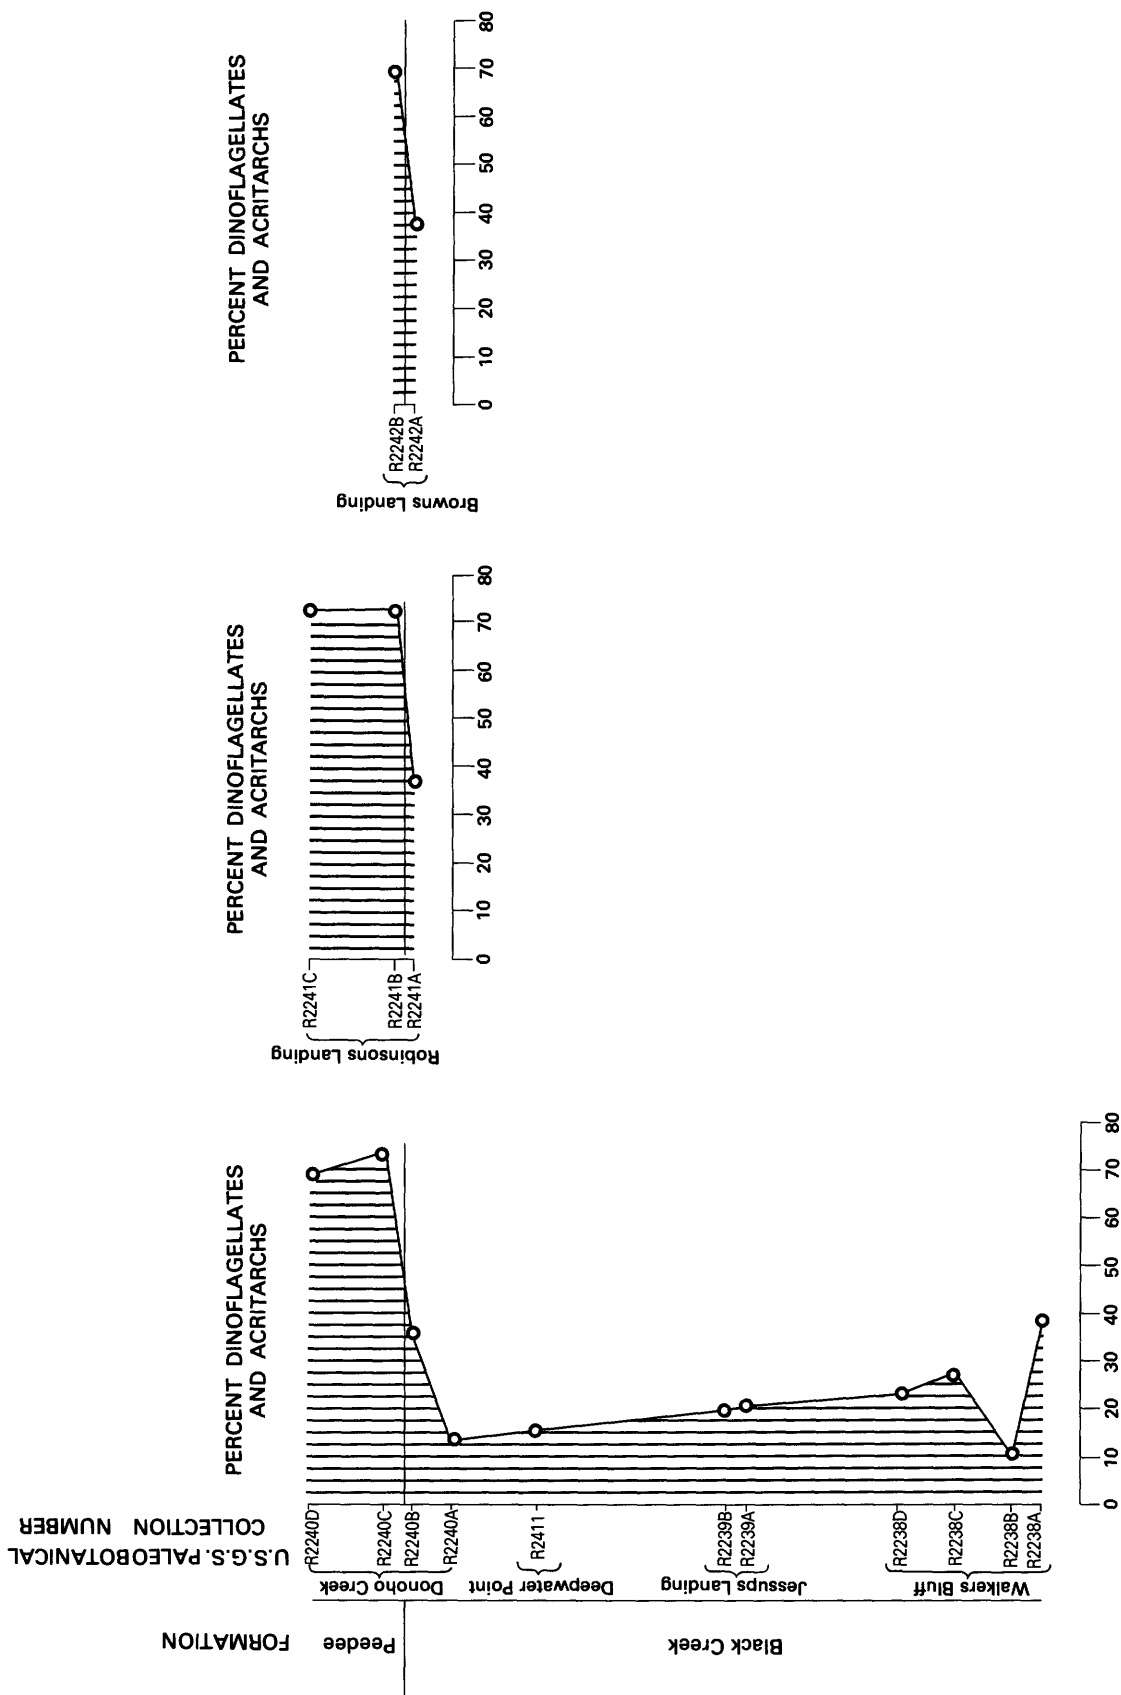 FORMATION
U.S.G.S. PALEOBOTANICAL
COLLECTION NUMBER
PERCENT DINOFLAGELLATES
AND ACRITARCHS
Peedee
Black Creek
Donoho Creek
R2240D
R2240C
R2240B
R2240A
Deepwater Point
R2411
Jessups Landing
R2239B
R2239A
Walkers Bluff
R2238D
R2238C
R2238B
R2238A
0 10 20 30 40 50 60 70 80
PERCENT DINOFLAGELLATES
AND ACRITARCHS
Robinsons Landing
R2241C
R2241B
R2241A
0 10 20 30 40 50 60 70 80
PERCENT DINOFLAGELLATES
AND ACRITARCHS
Browns Landing
R2242B
R2242A
0 10 20 30 40 50 60 70 80